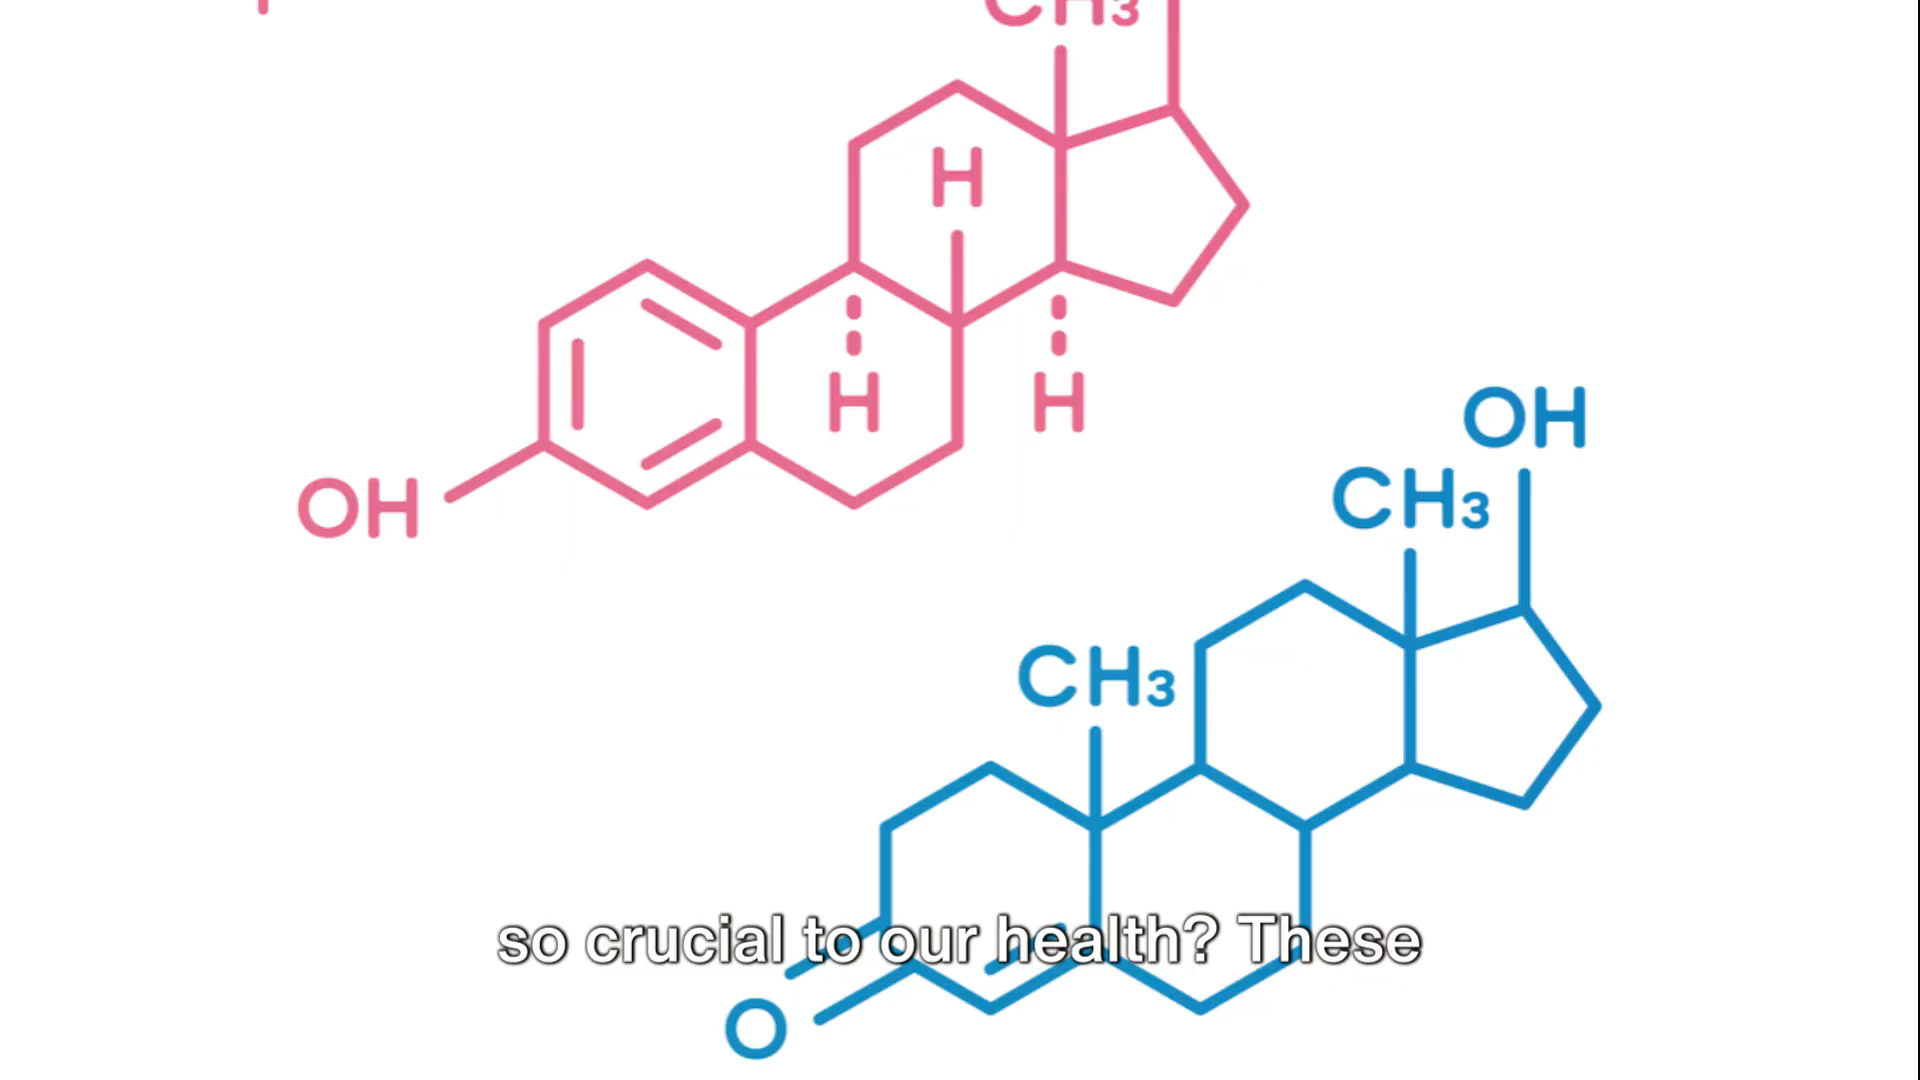 CH₃
H
H
H
OH
OH
CH₃
CH₃
so crucial to our health? These
O